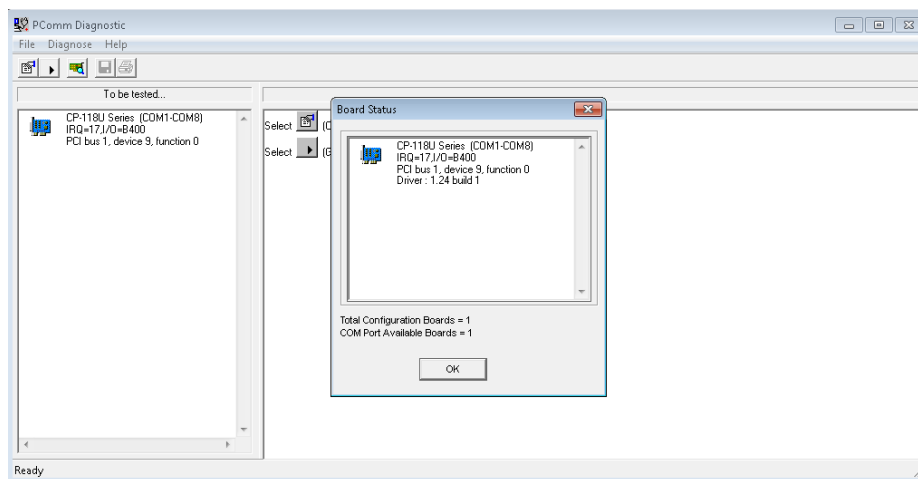 PComm Diagnostic
File Diagnose Help
To be tested...
CP-118U Series (COM1-COM8)
IRQ=17,I/O=B400
PCI bus 1, device 9, function 0
Select (
Select (
Board Status
CP-118U Series (COM1-COM8)
IRQ=17,I/O=B400
PCI bus 1, device 9, function 0
Driver : 1.24 build 1
Total Configuration Boards = 1
COM Port Available Boards = 1
OK
Ready